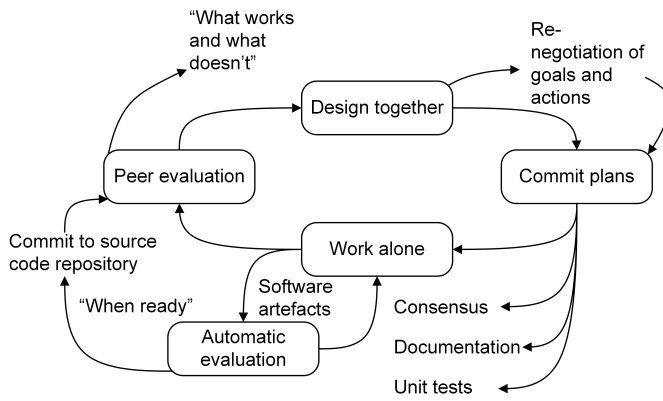 “What works
and what
doesn’t”
Re-
negotiation of
goals and
actions
Design together
Peer evaluation
Commit plans
Commit to source
code repository
Work alone
“When ready”
Software
artefacts
Consensus
Automatic
evaluation
Documentation
Unit tests